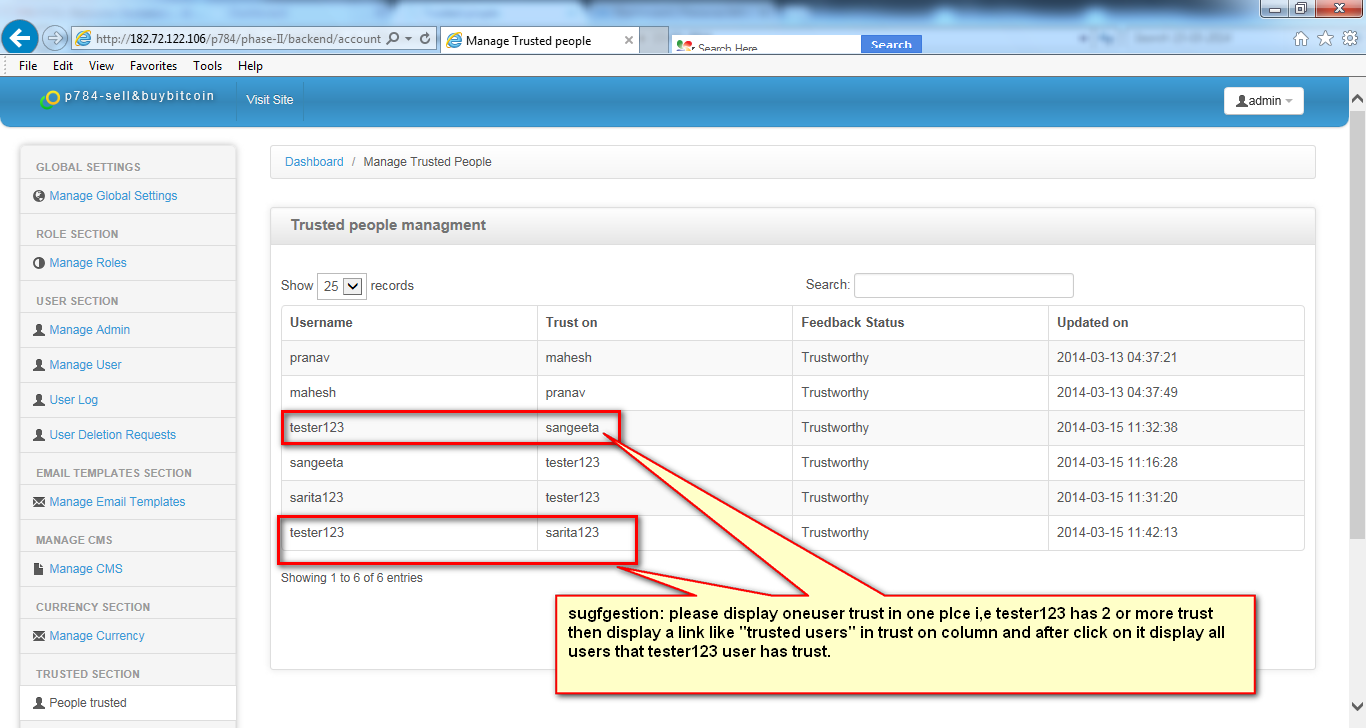 http://182.72.122.106/p784/phase-II/backend/account
Manage Trusted people
Search Here
Search
File Edit View Favorites Tools Help
p784-sell&buybitcoin
Visit Site
admin
GLOBAL SETTINGS
Manage Global Settings
ROLE SECTION
Manage Roles
USER SECTION
Manage Admin
Manage User
User Log
User Deletion Requests
EMAIL TEMPLATES SECTION
Manage Email Templates
MANAGE CMS
Manage CMS
CURRENCY SECTION
Manage Currency
TRUSTED SECTION
People trusted
Dashboard / Manage Trusted People
Trusted people managment
Show 25 records
Search:
Username Trust on Feedback Status Updated on
pranav mahesh Trustworthy 2014-03-13 04:37:21
mahesh pranav Trustworthy 2014-03-13 04:37:49
tester123 sangeeta Trustworthy 2014-03-15 11:32:38
sangeeta tester123 Trustworthy 2014-03-15 11:16:28
sarita123 tester123 Trustworthy 2014-03-15 11:31:20
tester123 sarita123 Trustworthy 2014-03-15 11:42:13
Showing 1 to 6 of 6 entries
sugfgestion: please display oneuser trust in one plce i,e tester123 has 2 or more trust
then display a link like "trusted users" in trust on column and after click on it display all
users that tester123 user has trust.